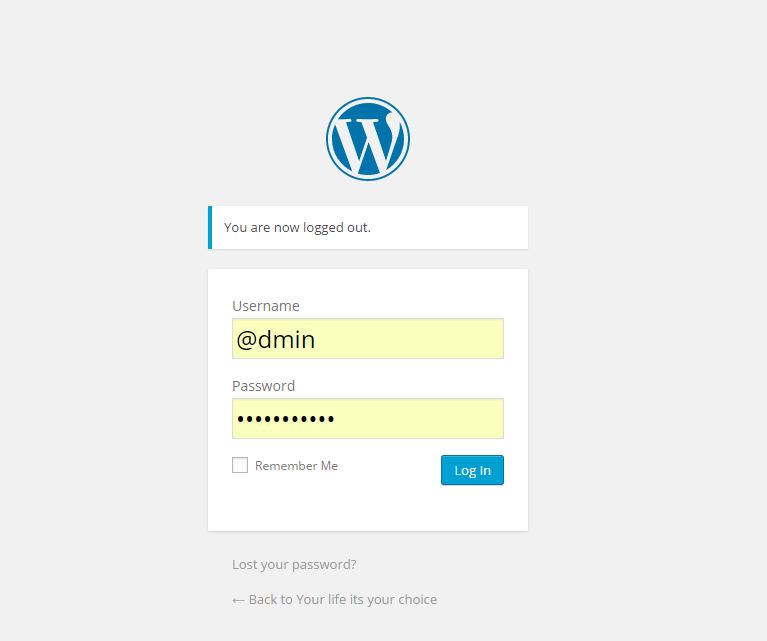 W
You are now logged out.
Username
@dmin
Password
•••••••••••
Remember Me
Log In
Lost your password?
← Back to Your life its your choice